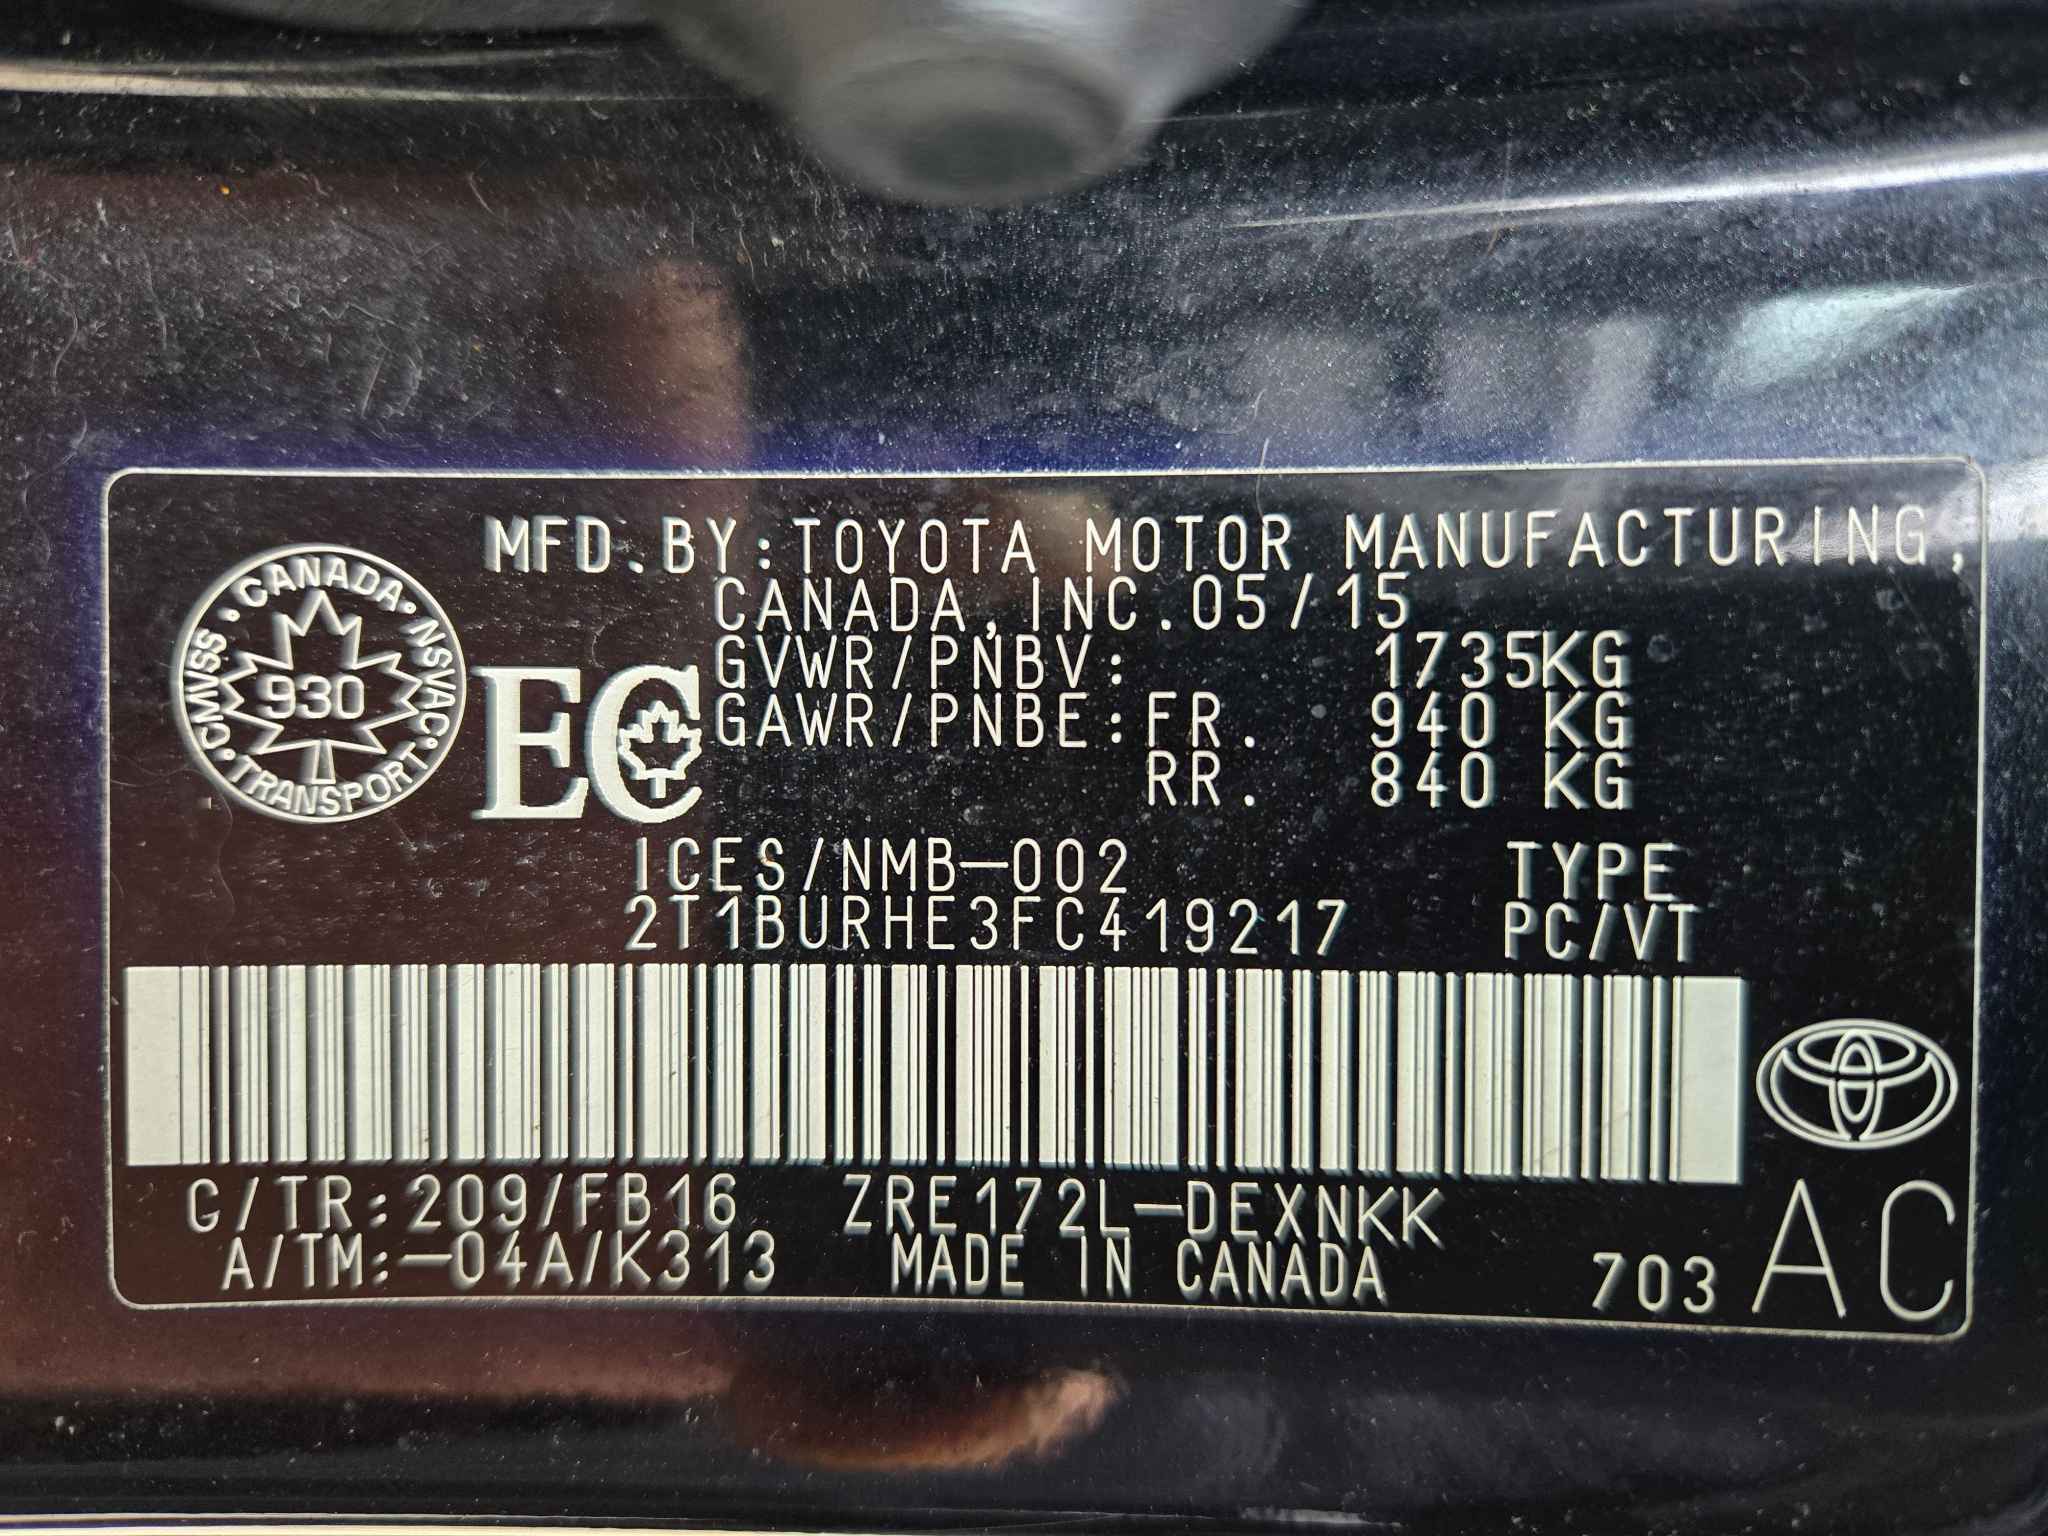 MFD.BY:TOYOTA MOTOR MANUFACTURING,
CANADA,INC.05/15
GVWR/PNBV: 1735KG
GAWR/PNBE:FR. 940 KG
RR. 840 KG
CANADA · NSVAC · TRANSPORT · CMVSS ·
930
EC
ICES/NMB-002 TYPE
2T1BURHE3FC419217 PC/VT
C/TR:209/FB16 ZRE172L-DEXNKK
A/TM:-04A/K313 MADE IN CANADA 703 AC